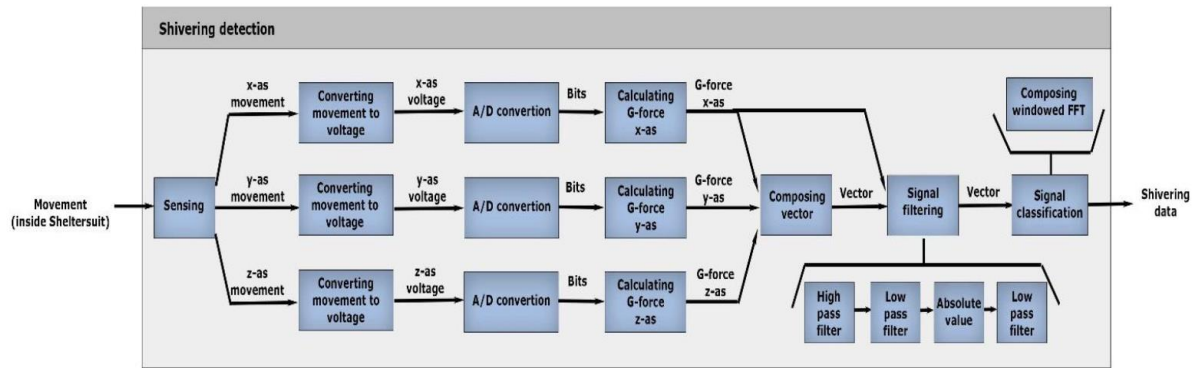 Shivering detection
Movement
(inside Sheltersuit)
Sensing
x-as
movement
Converting
movement to
voltage
x-as
voltage
A/D convertion
Bits
Calculating
G-force
x-as
G-force
x-as
y-as
movement
Converting
movement to
voltage
y-as
voltage
A/D convertion
Bits
Calculating
G-force
y-as
G-force
y-as
z-as
movement
Converting
movement to
voltage
z-as
voltage
A/D convertion
Bits
Calculating
G-force
z-as
G-force
z-as
Composing
vector
Vector
Signal
filtering
Vector
Signal
classification
Shivering
data
Composing
windowed FFT
High
pass
filter
Low
pass
filter
Absolute
value
Low
pass
filter